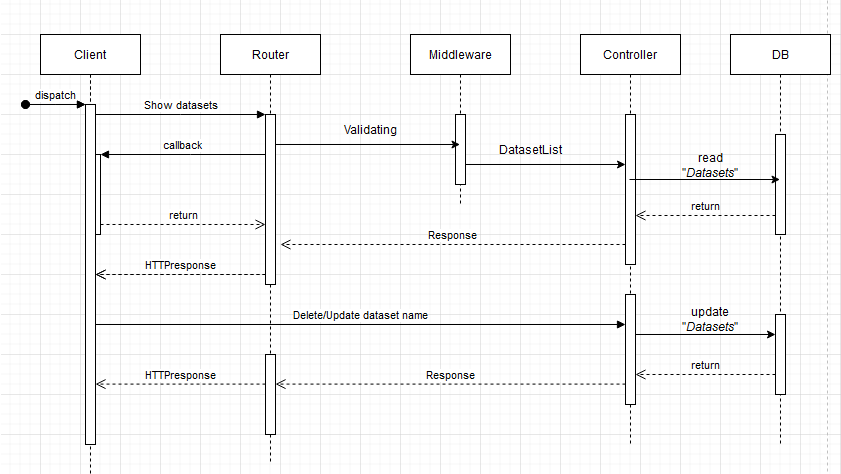 Client
Router
Middleware
Controller
DB
dispatch
Show datasets
Validating
callback
DatasetList
read
"Datasets"
return
return
Response
HTTPresponse
Delete/Update dataset name
update
"Datasets"
return
HTTPresponse
Response